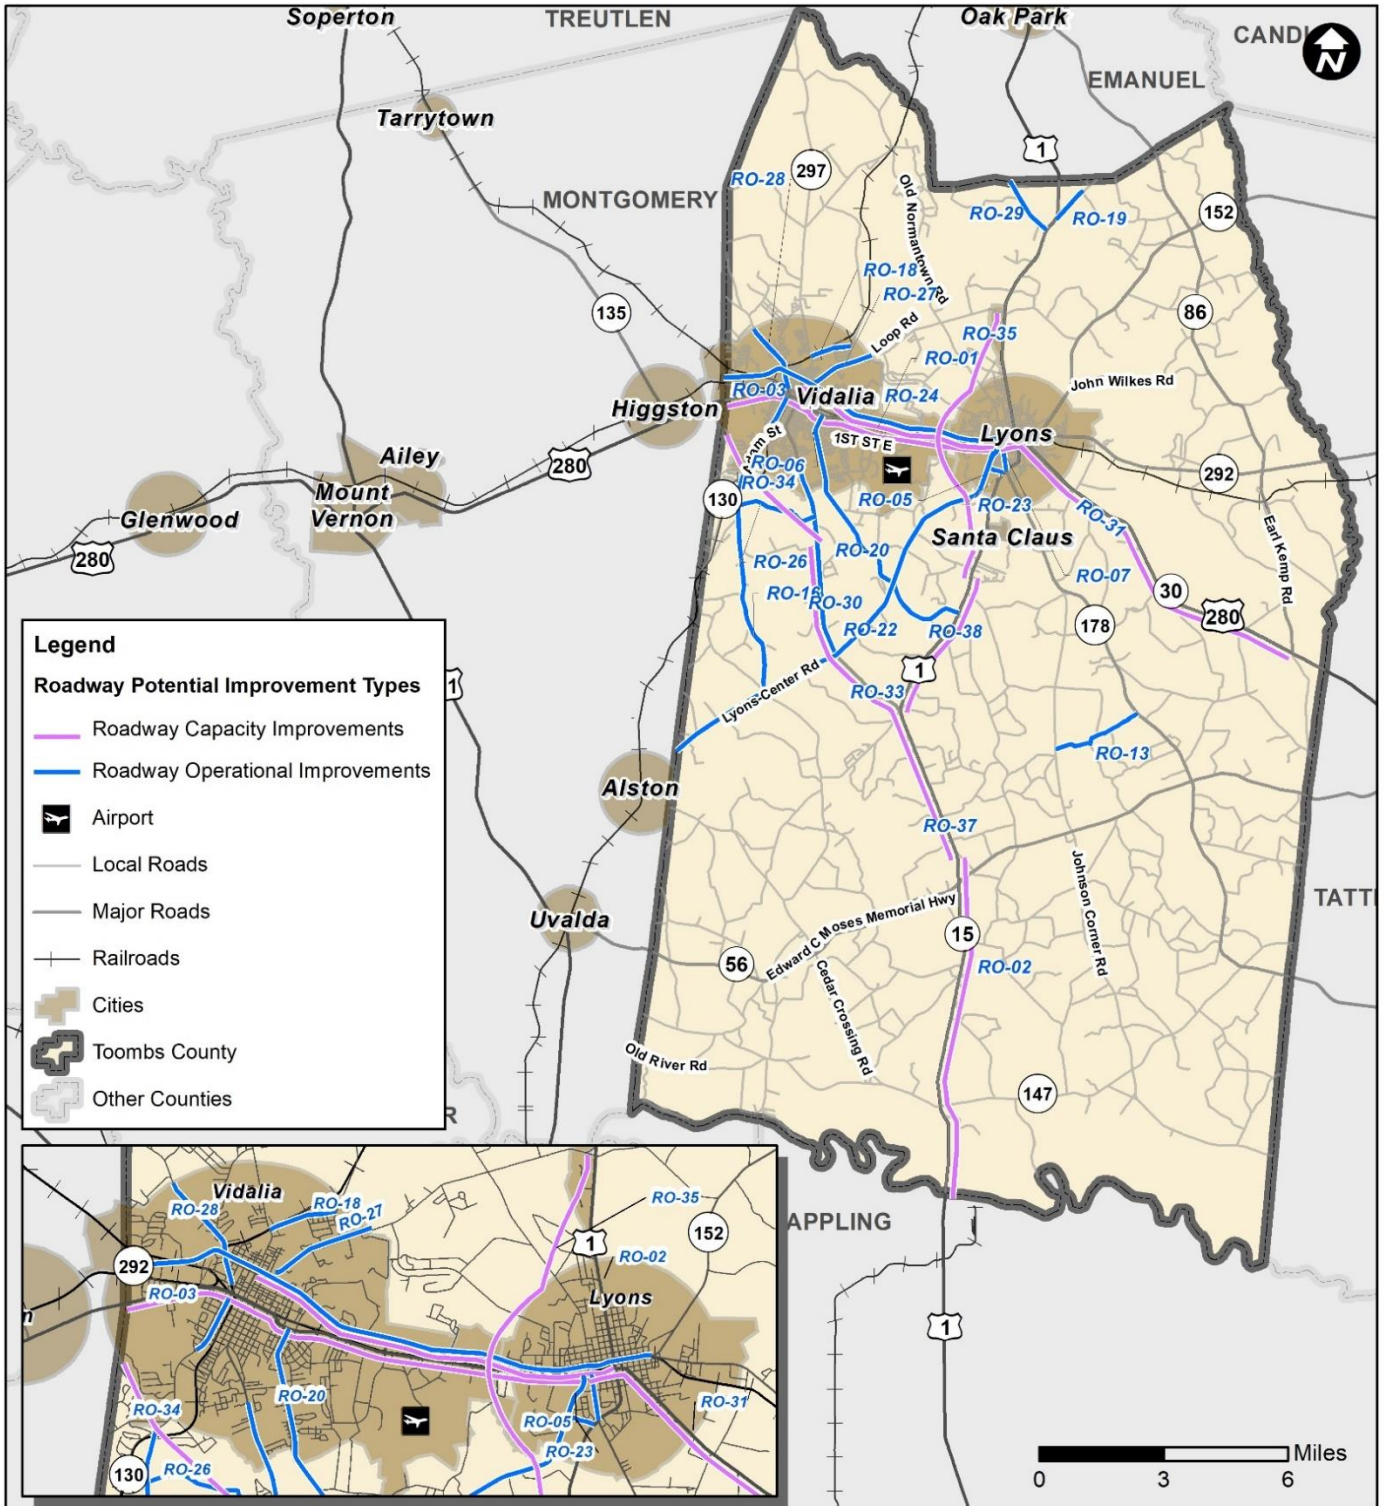 Soperton
TREUTLEN
Oak Park
N
EMANUEL
Tarrytown
1
RO-28
297
MONTGOMERY
Old Normantown Rd
RO-29
RO-19
152
RO-18
RO-27
135
86
Loop Rd
RO-35
RO-01
John Wilkes Rd
RO-03
Vidalia
RO-24
Higgston
1ST ST E
Lyons
Ailey
280
RO-06
292
Mount
Vernon
RO-34
130
RO-05
RO-23
RO-31
Glenwood
Santa Claus
Earl Kemp Rd
280
RO-20
RO-26
RO-07
30
RO-30
280
RO-22
RO-38
178
Legend
Roadway Potential Improvement Types
Roadway Capacity Improvements
Roadway Operational Improvements
Airport
Local Roads
Major Roads
Railroads
Cities
Toombs County
Other Counties
1
1
Lyons-Center Rd
RO-33
RO-13
Alston
RO-37
Johnson Corner Rd
Uvalda
15
Edward C Moses Memorial Hwy
56
RO-02
Cedar Crossing Rd
Old River Rd
147
APPLING
1
Vidalia
RO-28
RO-18
RO-27
RO-35
1
152
RO-02
292
RO-03
Lyons
RO-34
RO-20
RO-05
RO-31
RO-23
RO-26
130
Miles
0
3
6